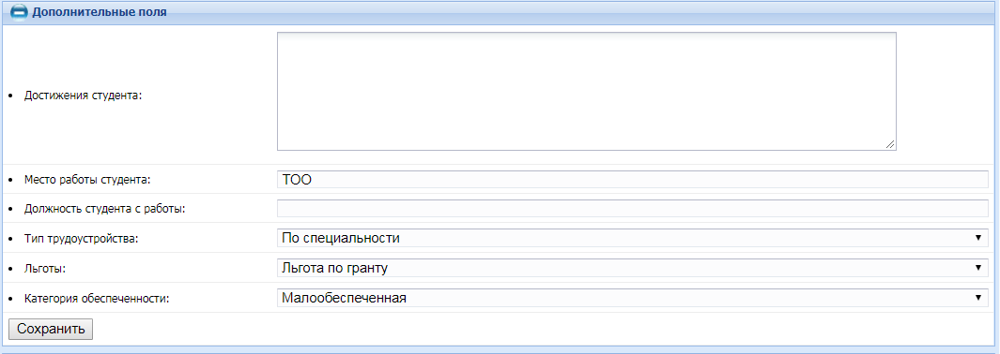 Дополнительные поля
Достижения студента:
Место работы студента: ТОО
Должность студента с работы:
Тип трудоустройства: По специальности
Льготы: Льгота по гранту
Категория обеспеченности: Малообеспеченная
Сохранить